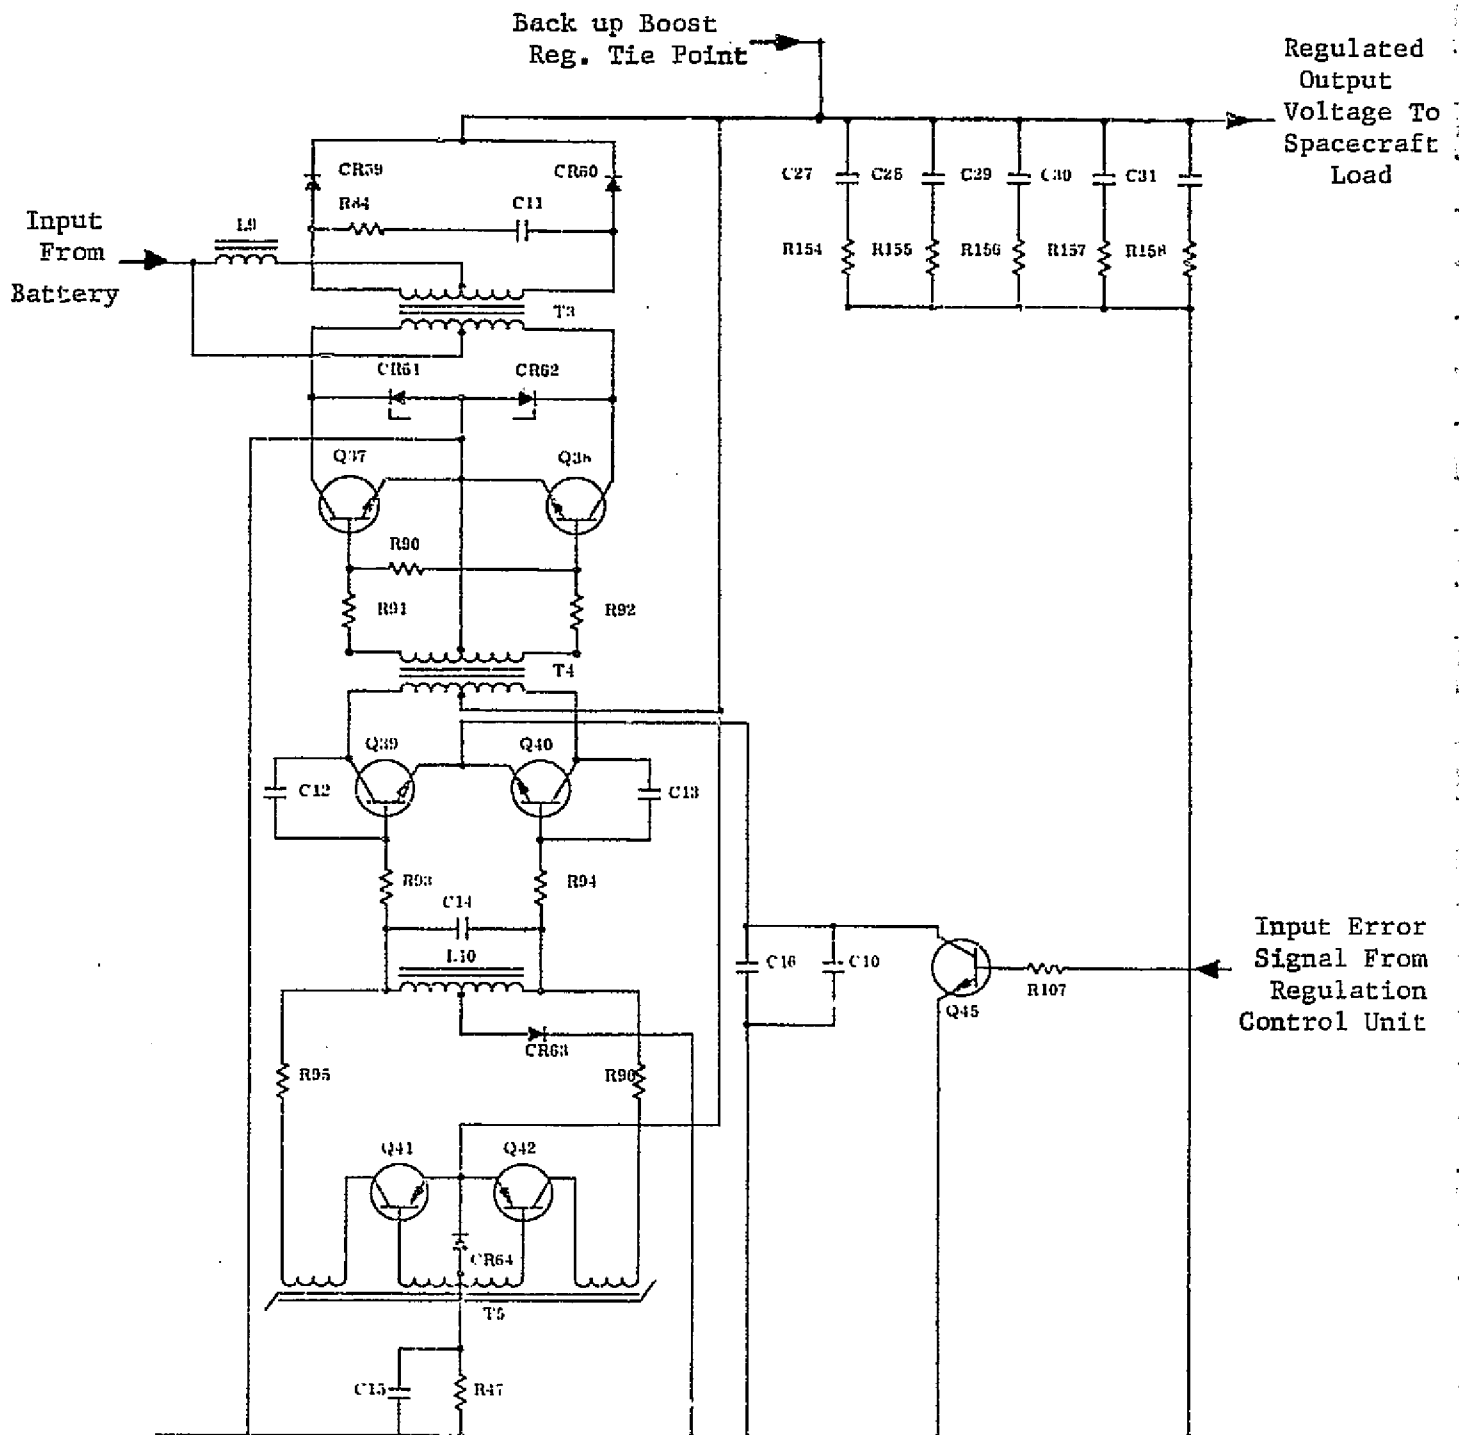 Back up Boost
Reg. Tie Point
Regulated
Output
Voltage To
Spacecraft
Load
CR59
CR60
R84
C11
C27
C28
C29
C30
C31
Input
From
Battery
L9
R154
R155
R156
R157
R158
T3
CR61
CR62
Q37
Q38
R90
R91
R92
T4
Q39
Q40
C12
C13
R93
R94
C14
L10
C16
C10
Input Error
Signal From
Regulation
Control Unit
R107
Q45
CR63
R95
R90
Q41
Q42
CR64
T5
C15
R47